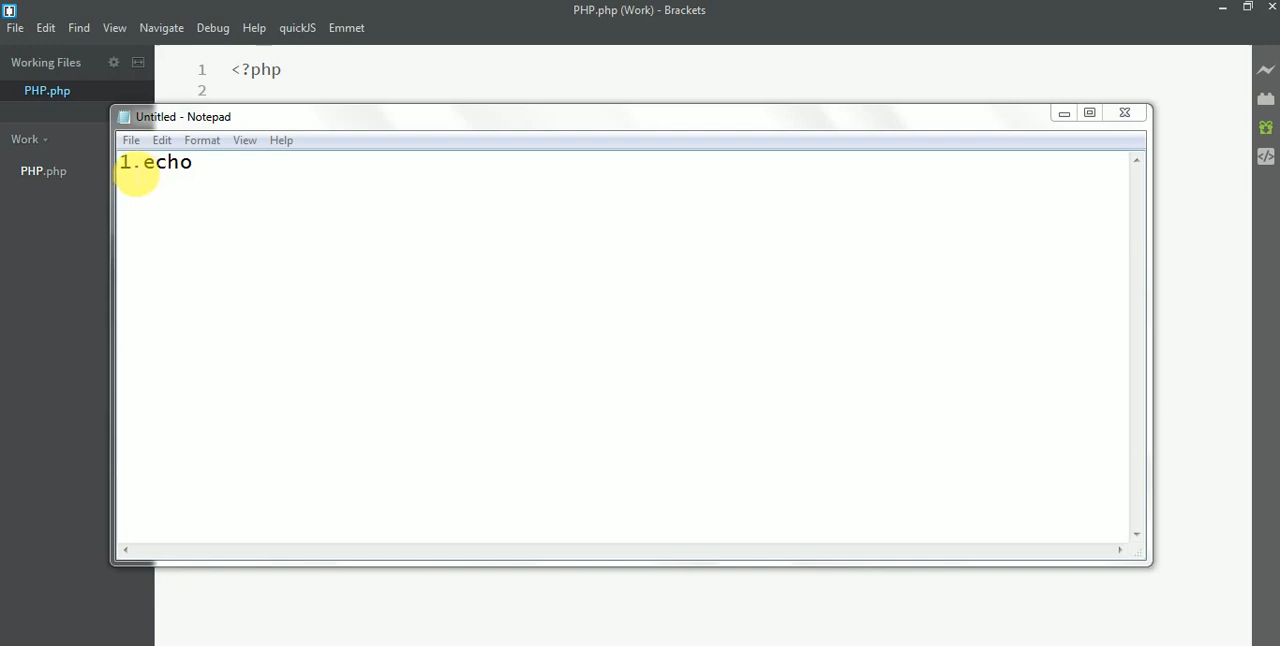 PHP.php (Work) - Brackets
File Edit Find View Navigate Debug Help quickJS Emmet
Working Files
PHP.php
Work
PHP.php
1 <?php
2
Untitled - Notepad
File Edit Format View Help
1.echo